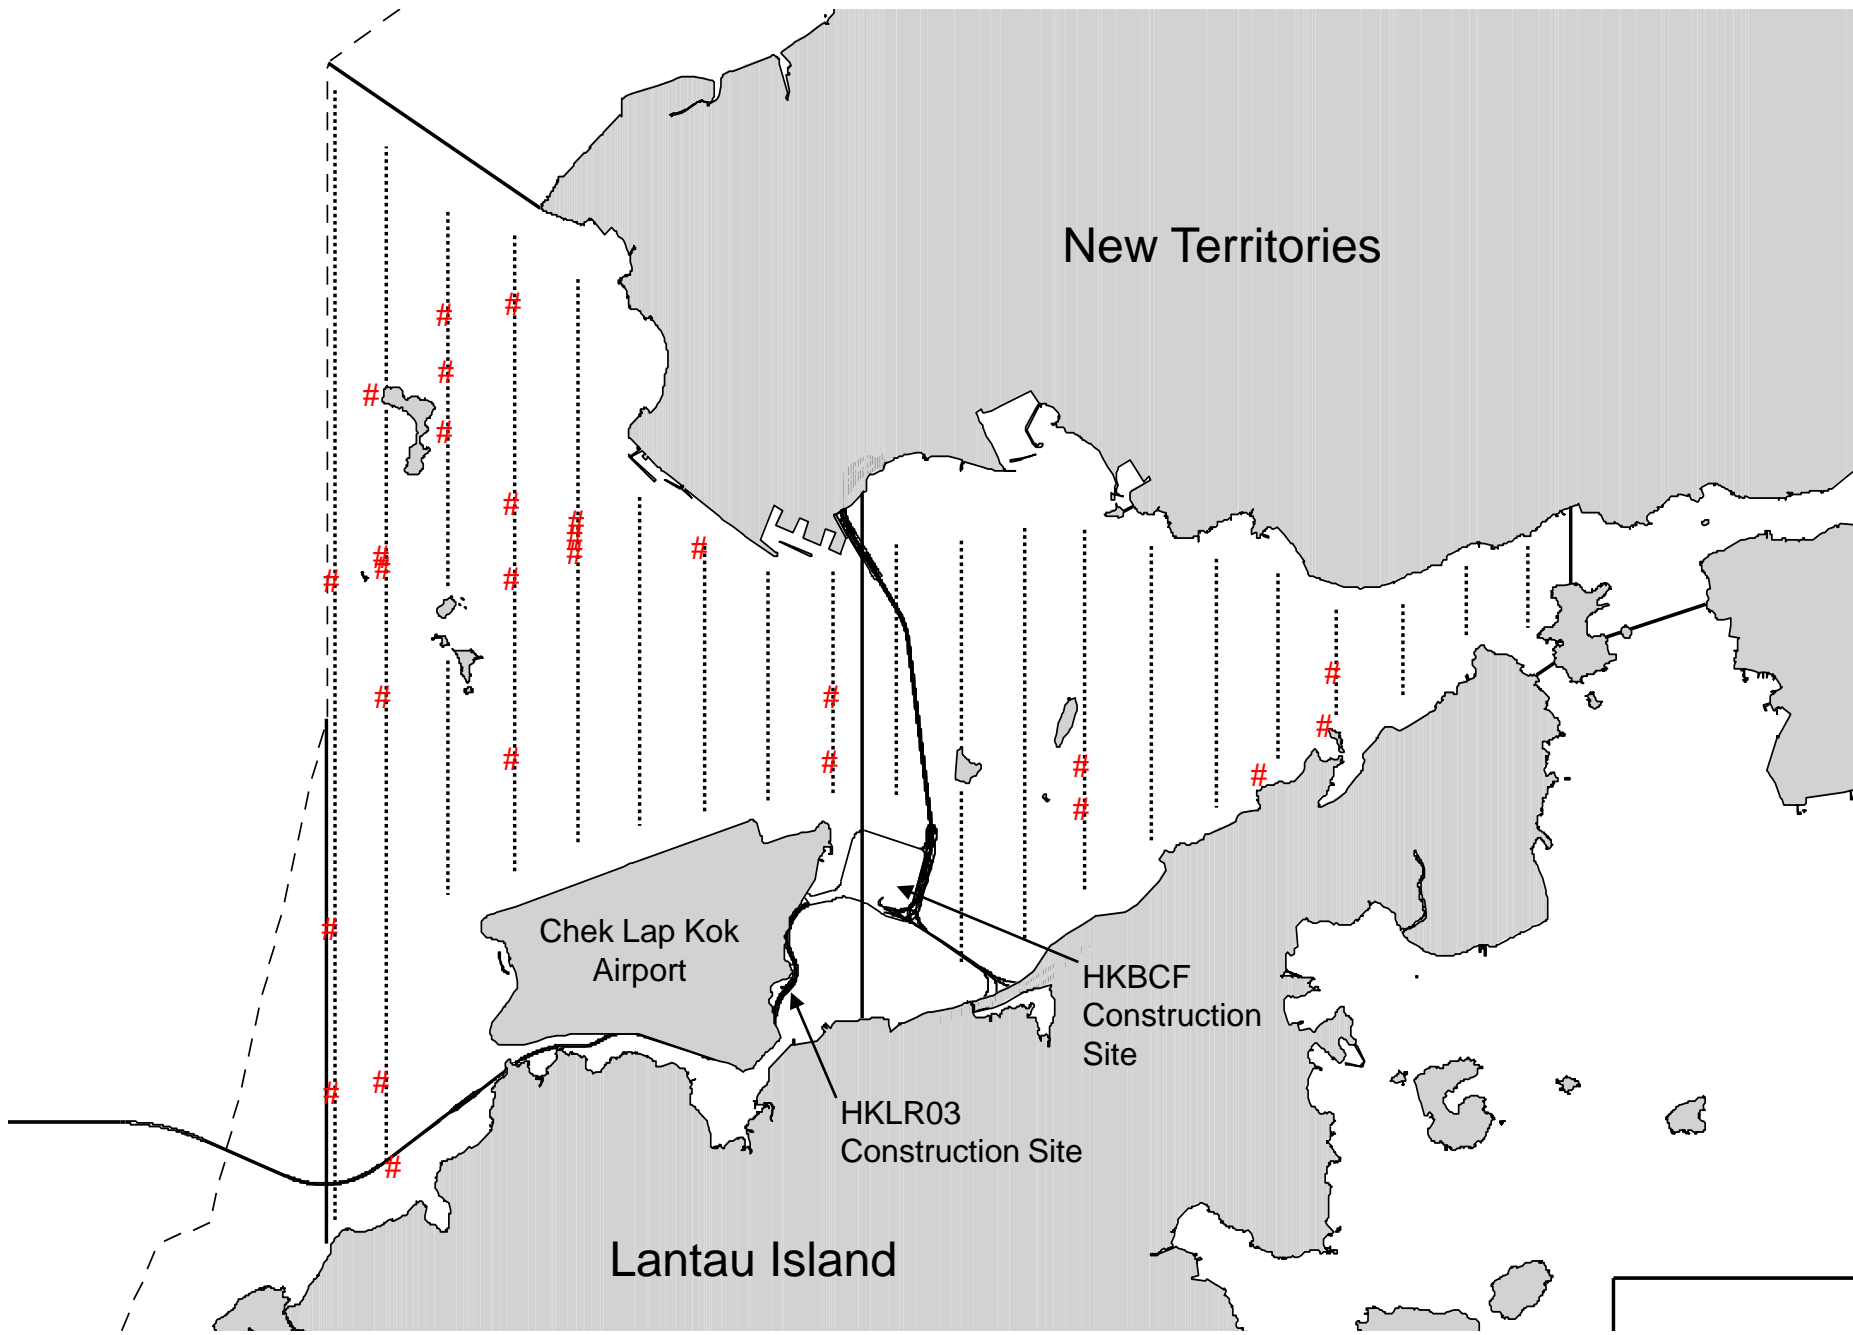 New Territories
Chek Lap Kok
Airport
HKBCF
Construction
Site
HKLR03
Construction Site
Lantau Island